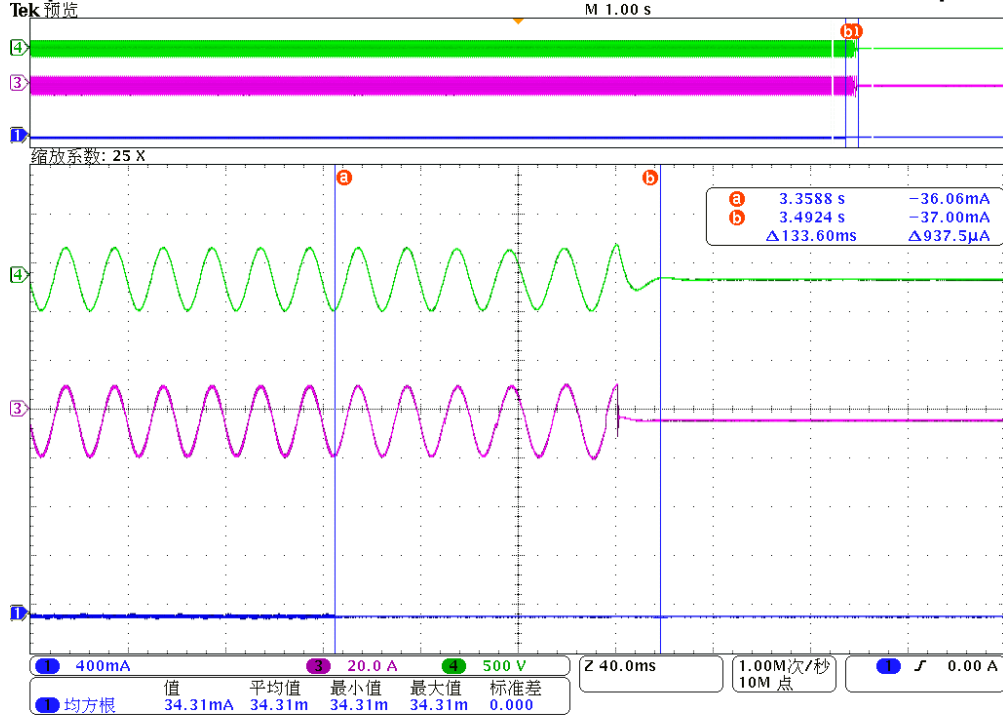 Tek 预览 M 1.00 s
b
4
3
1
缩放系数: 25 X
a b
a 3.3588 s −36.06mA
b 3.4924 s −37.00mA
Δ133.60ms Δ937.5μA
4
3
1
1 400mA 3 20.0 A 4 500 V Z 40.0ms 1.00M次/秒 1 0.00 A
10M 点
值 平均值 最小值 最大值 标准差
1 均方根 34.31mA 34.31m 34.31m 34.31m 0.000